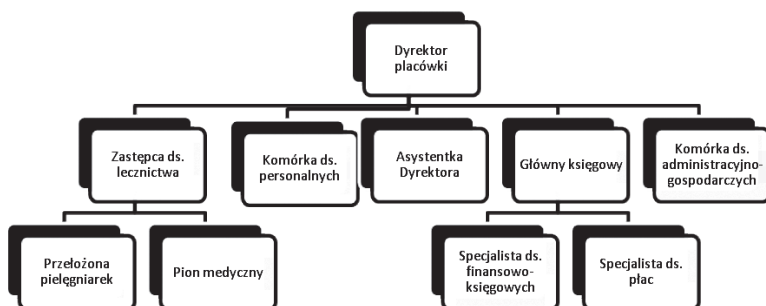 Dyrektor
placówki
Zastępca ds.
lecznictwa
Komórka ds.
personalnych
Asystentka
Dyrektora
Główny księgowy
Komórka ds.
administracyjno-
gospodarczych
Przełożona
pielęgniarek
Pion medyczny
Specjalista ds.
finansowo-
księgowych
Specjalista ds.
płac